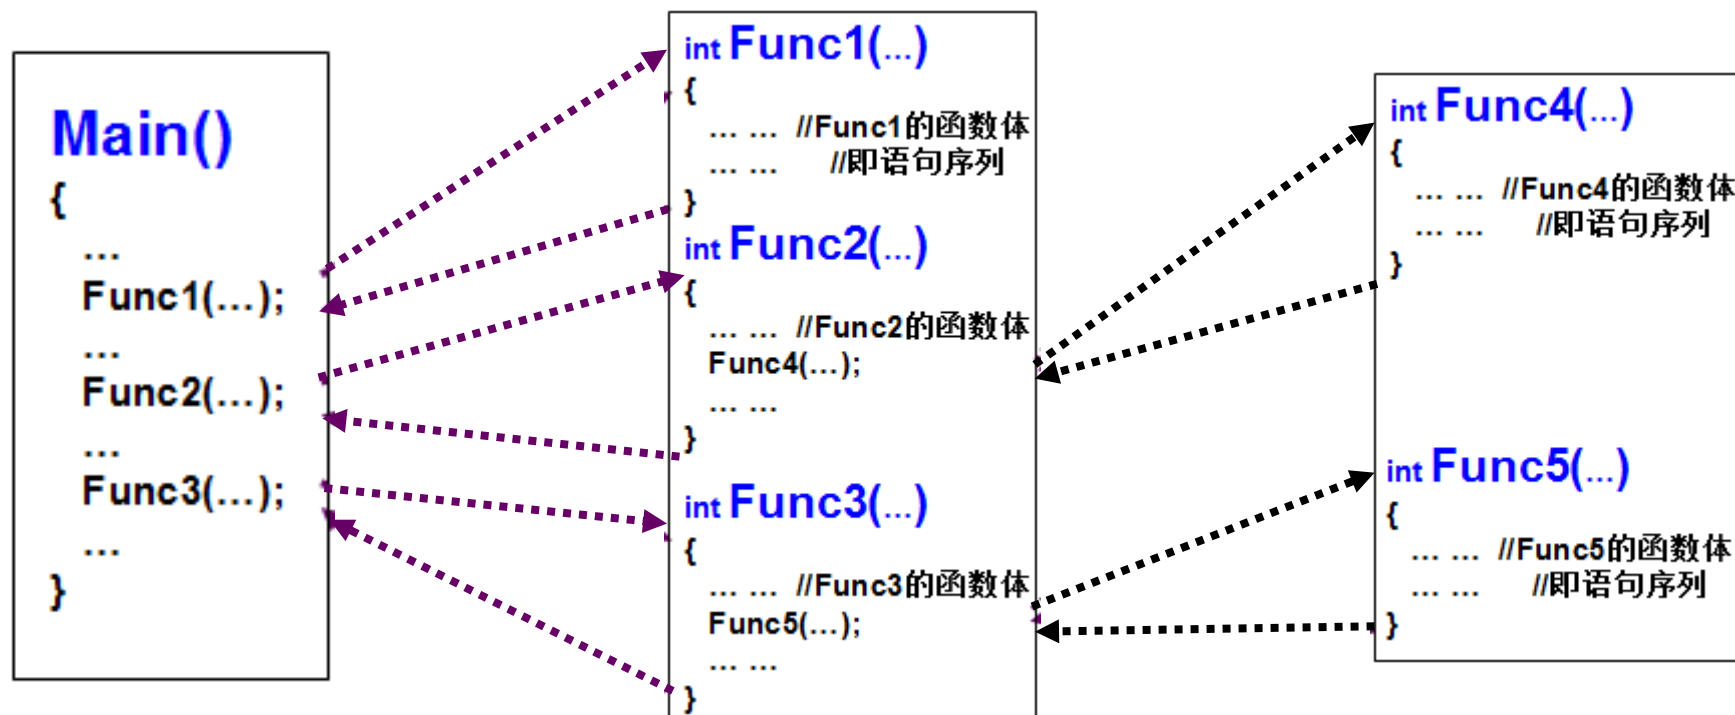 Main()
{
...
Func1(...);
...
Func2(...);
...
Func3(...);
...
}
int Func1(...)
{
... ... //Func1的函数体
... ... //即语句序列
}
int Func2(...)
{
... ... //Func2的函数体
Func4(...);
... ...
}
int Func3(...)
{
... ... //Func3的函数体
Func5(...);
... ...
}
int Func4(...)
{
... ... //Func4的函数体
... ... //即语句序列
}
int Func5(...)
{
... ... //Func5的函数体
... ... //即语句序列
}